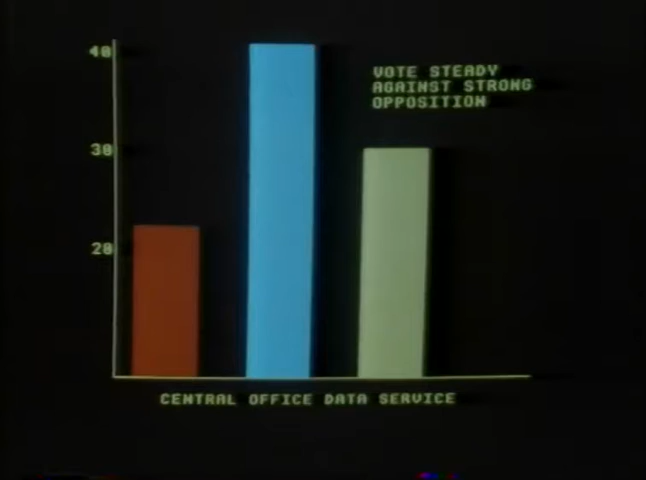 40
VOTE STEADY
AGAINST STRONG
OPPOSITION
30
20
CENTRAL OFFICE DATA SERVICE